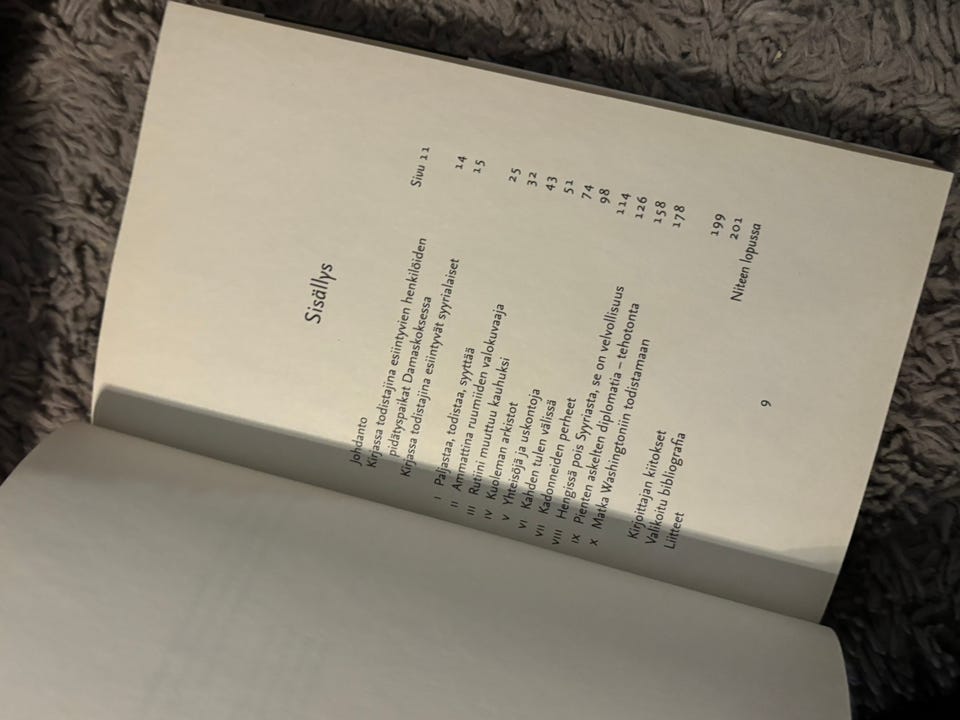 Sisällys
Johdanto Sivu 11
Kirjassa todistajina esiintyvien henkilöiden
pidätyspaikat Damaskoksessa 14
Kirjassa todistajina esiintyvät syyrialaiset 15
I Paljastaa, todistaa, syyttää 25
II Ammattina ruumiiden valokuvaaja 32
III Rutiini muuttuu kauhuksi 43
IV Kuoleman arkistot 51
V Yhteisöjä ja uskontoja 74
VI Kahden tulen välissä 98
VII Kadonneiden perheet 114
VIII Hengissä pois Syyriasta, se on velvollisuus 126
IX Pienten askelten diplomatia – tehotonta 158
X Matka Washingtoniin todistamaan 178
Kirjoittajan kiitokset 199
Valikoitu bibliografia 201
Liitteet Niteen lopussa
9